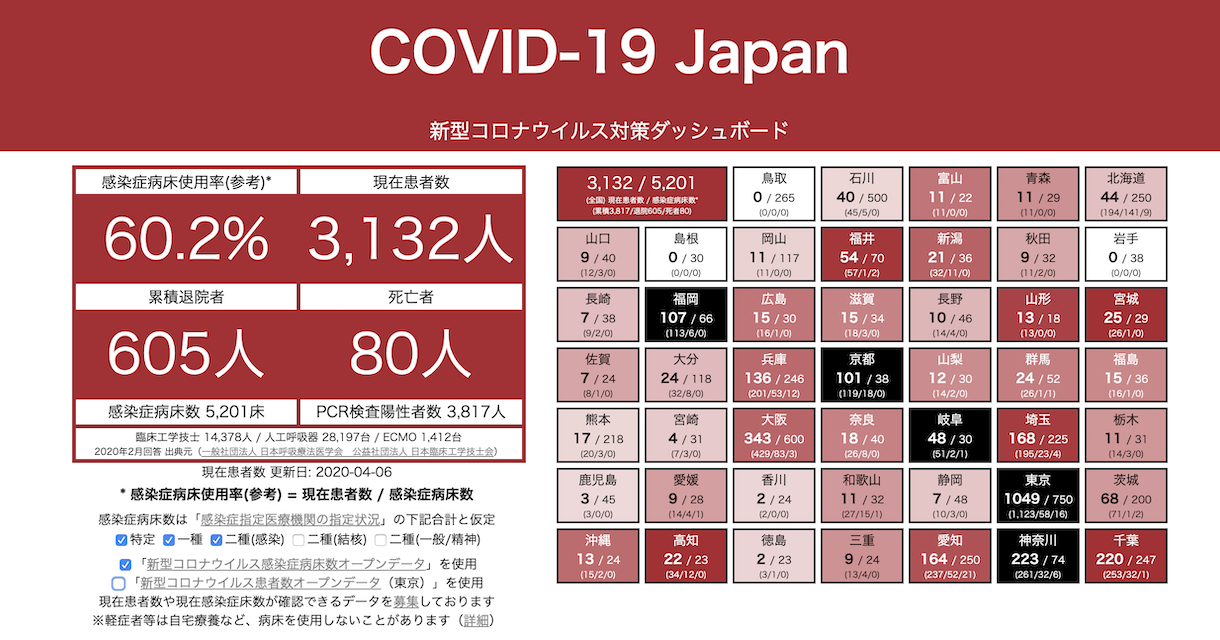 COVID-19 Japan
新型コロナウイルス対策ダッシュボード
感染症病床使用率(参考)*
現在患者数
60.2%
3,132人
累積退院者
死亡者
605人
80人
感染症病床数 5,201床
PCR検査陽性者数 3,817人
臨床工学技士 14,378人 / 人工呼吸器 28,197台 / ECMO 1,412台
2020年2月回答 出典元（一般社団法人 日本呼吸療法医学会　公益社団法人 日本臨床工学技士会）
現在患者数 更新日: 2020-04-06
* 感染症病床使用率(参考) = 現在患者数 / 感染症病床数
感染症病床数は「感染症指定医療機関の指定状況」の下記合計と仮定
特定 一種 二種(感染) 二種(結核) 二種(一般/精神)
「新型コロナウイルス感染症病床数オープンデータ」を使用
「新型コロナウイルス患者数オープンデータ（東京）」を使用
現在患者数や現在感染症床数が確認できるデータを募集しております
※軽症者等は自宅療養など、病床を使用しないことがあります（詳細）
3,132 / 5,201
(全国) 現在患者数 / 感染症病床数*
(累積3,817/退院605/死者80)
鳥取
0 / 265
(0/0/0)
石川
40 / 500
(45/5/0)
富山
11 / 22
(11/0/0)
青森
11 / 29
(11/0/0)
北海道
44 / 250
(194/141/9)
山口
9 / 40
(12/3/0)
島根
0 / 30
(0/0/0)
岡山
11 / 117
(11/0/0)
福井
54 / 70
(57/1/2)
新潟
21 / 36
(32/11/0)
秋田
9 / 32
(11/2/0)
岩手
0 / 38
(0/0/0)
長崎
7 / 38
(9/2/0)
福岡
107 / 66
(113/6/0)
広島
15 / 30
(16/1/0)
滋賀
15 / 34
(18/3/0)
長野
10 / 46
(14/4/0)
山形
13 / 18
(13/0/0)
宮城
25 / 29
(26/1/0)
佐賀
7 / 24
(8/1/0)
大分
24 / 118
(32/8/0)
兵庫
136 / 246
(201/53/12)
京都
101 / 38
(119/18/0)
山梨
12 / 30
(14/2/0)
群馬
24 / 52
(26/1/1)
福島
15 / 36
(16/1/0)
熊本
17 / 218
(20/3/0)
宮崎
4 / 31
(7/3/0)
大阪
343 / 600
(429/83/3)
奈良
18 / 40
(26/8/0)
岐阜
48 / 30
(51/2/1)
埼玉
168 / 225
(195/23/4)
栃木
11 / 31
(14/3/0)
鹿児島
3 / 45
(3/0/0)
愛媛
9 / 28
(14/4/1)
香川
2 / 24
(2/0/0)
和歌山
11 / 32
(27/15/1)
静岡
7 / 48
(10/3/0)
東京
1049 / 750
(1,123/58/16)
茨城
68 / 200
(71/1/2)
沖縄
13 / 24
(15/2/0)
高知
22 / 23
(34/12/0)
徳島
2 / 23
(3/1/0)
三重
9 / 24
(13/4/0)
愛知
164 / 250
(237/52/21)
神奈川
223 / 74
(261/32/6)
千葉
220 / 247
(253/32/1)